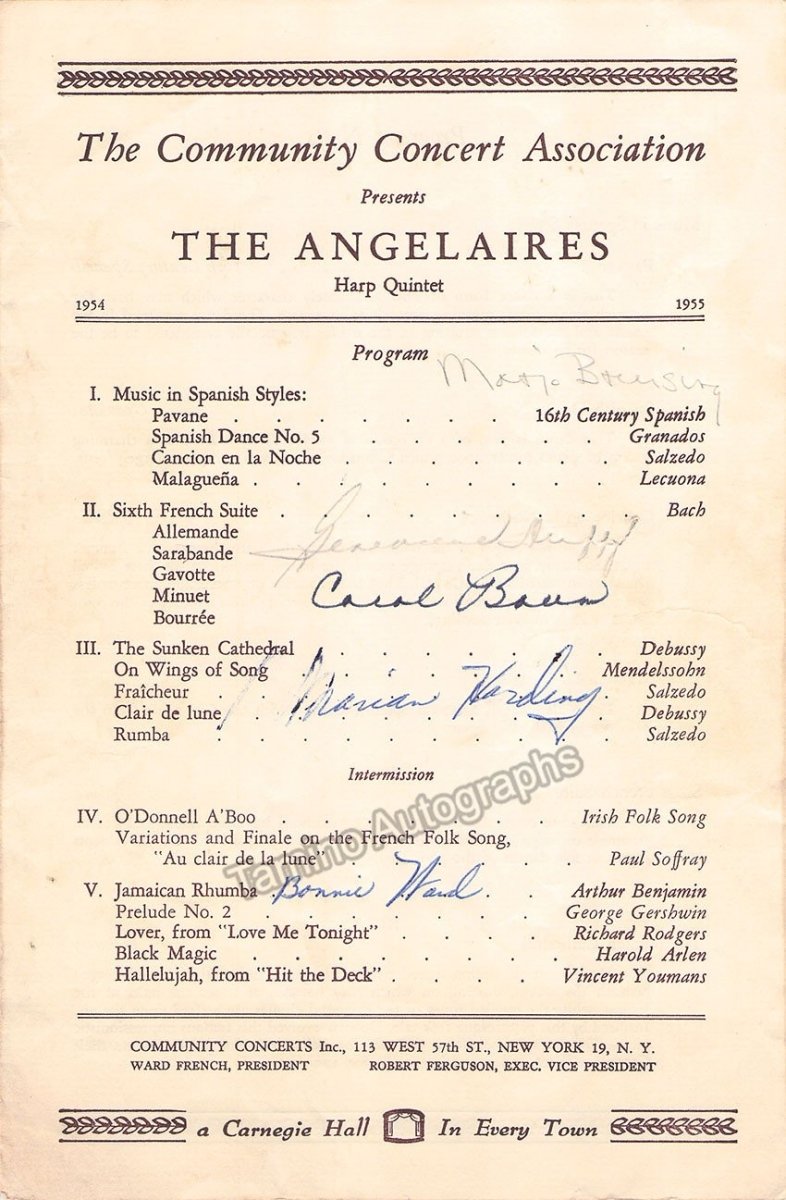 The Community Concert Association
Presents
THE ANGELAIRES
Harp Quintet
1954 1955
Program
I. Music in Spanish Styles:
Pavane . . . . . . . 16th Century Spanish
Spanish Dance No. 5 . . . . . . Granados
Cancion en la Noche . . . . . . . Salzedo
Malagueña . . . . . . . . . Lecuona
II. Sixth French Suite . . . . . . . . Bach
Allemande
Sarabande
Gavotte
Carol Baum
Minuet
Bourrée
III. The Sunken Cathedral . . . . . . . Debussy
On Wings of Song . . . . . . . Mendelssohn
Fraîcheur . . . . . . . . . . Salzedo
Marian Harding
Clair de lune . . . . . . . . . Debussy
Rumba . . . . . . . . . . Salzedo
Intermission
Tamino Autographs
IV. O'Donnell A'Boo . . . . . . . Irish Folk Song
Variations and Finale on the French Folk Song,
"Au clair de la lune" . . . . . . Paul Soffray
V. Jamaican Rhumba . Bonnie Ward . . Arthur Benjamin
Prelude No. 2 . . . . . . . George Gershwin
Lover, from "Love Me Tonight" . . . . Richard Rodgers
Black Magic . . . . . . . . Harold Arlen
Hallelujah, from "Hit the Deck" . . . . Vincent Youmans
COMMUNITY CONCERTS Inc., 113 WEST 57th ST., NEW YORK 19, N. Y.
WARD FRENCH, PRESIDENT ROBERT FERGUSON, EXEC. VICE PRESIDENT
a Carnegie Hall In Every Town